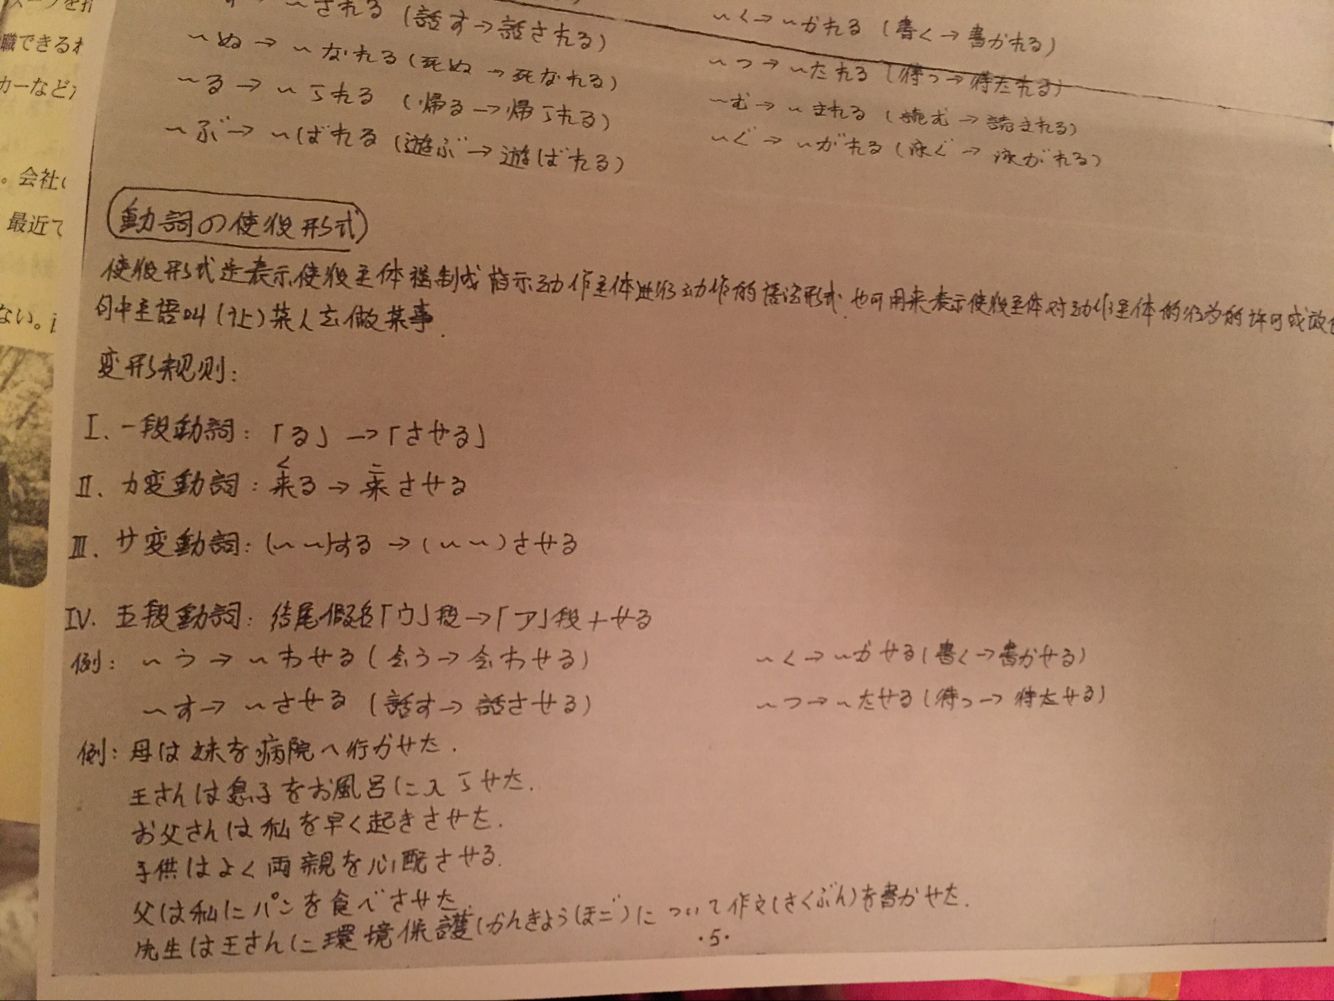 スープを
職できるオ
カーなどた
。会社に
最近て
ない。
す→〜される(話す→話される)
〜く→〜かれる(書く→書かれる)
〜ぬ→〜なれる(死ぬ→死なれる)
〜つ→〜たれる(待つ→待たれる)
〜る→〜られる(帰る→帰られる)
〜む→〜まれる(読む→読まれる)
〜ぶ→〜ばれる(遊ぶ→遊ばれる)
〜ぐ→〜がれる(泳ぐ→泳がれる)
動詞の使役形式
使役形式是表示使役主体强制或指示动作主体进行动作的语法形式.也可用来表示使役主体对动作主体的行为的许可或放
句中主語叫(让)某人去做某事.
変形規则:
I.一段動詞:「る」→「させる」
く こ
II.カ変動詞:来る→来させる
III.サ変動詞:(〜〜)する→(〜〜)させる
IV.五段動詞:结尾假名「ウ」段→「ア」段+せる
例:〜う→〜わせる(会う→会わせる)
〜く→〜かせる(書く→書かせる)
〜す→〜させる(話す→話させる)
〜つ→〜たせる(待つ→待たせる)
例:母は妹を病院へ行かせた.
王さんは息子をお風呂に入らせた.
お父さんは私を早く起きさせた.
子供はよく両親を心配させる.
父は私にパンを食べさせた.
先生は王さんに環境保護(かんきょうほご)について作文(さくぶん)を書かせた.
·5·